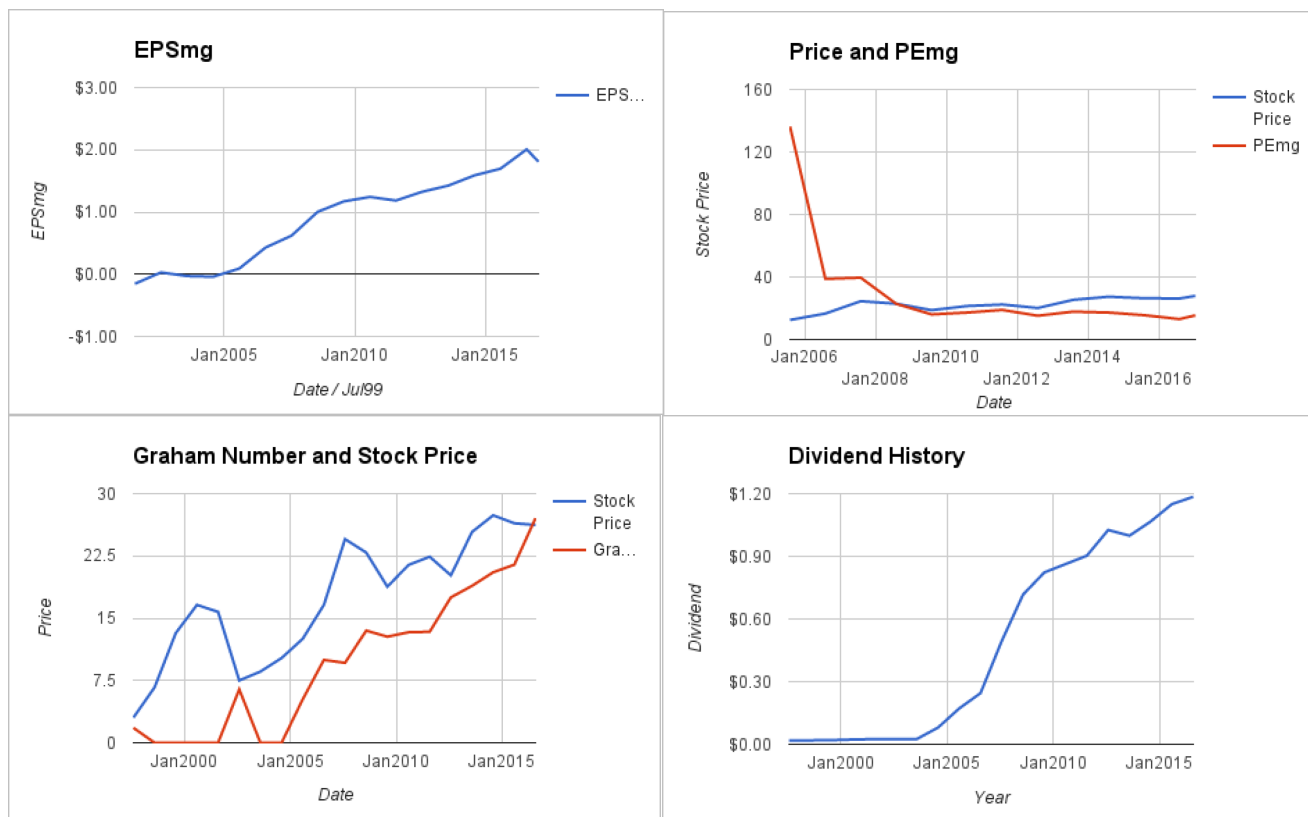 EPSmg
$3.00
$2.00
$1.00
$0.00
-$1.00
EPSmg
EPS...
Jan2005
Jan2010
Jan2015
Date / Jul99
Price and PEmg
160
120
80
40
0
Stock Price
Stock
Price
PEmg
Jan2006
Jan2008
Jan2010
Jan2012
Jan2014
Jan2016
Date
Graham Number and Stock Price
30
22.5
15
7.5
0
Price
Stock
Price
Gra...
Jan2000
Jan2005
Jan2010
Jan2015
Date
Dividend History
$1.20
$0.90
$0.60
$0.30
$0.00
Dividend
Jan2000
Jan2005
Jan2010
Jan2015
Year